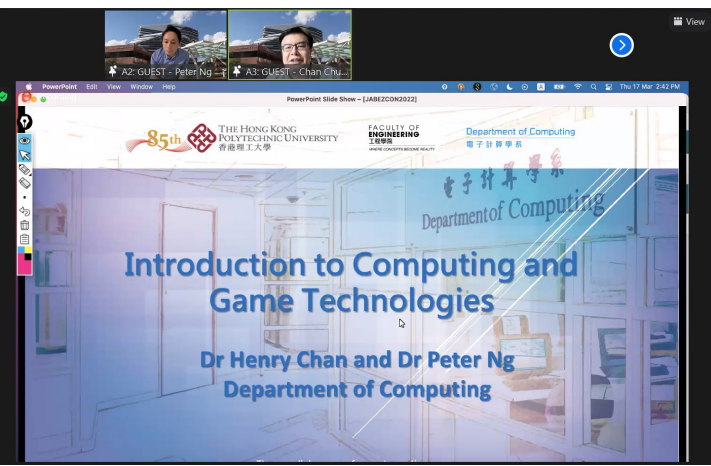 View
A2: GUEST - Peter Ng
A3: GUEST - Chan Chu...
PowerPoint Edit View Window Help
Thu 17 Mar 2:42 PM
PowerPoint Slide Show - [JABEZCON2022]
85th
THE HONG KONG
POLYTECHNIC UNIVERSITY
香港理工大學
FACULTY OF
ENGINEERING
工程學院
WHERE CONCEPTS BECOME REALITY
Department of Computing
電子計算學系
電子計算學系
Department of Computing
Introduction to Computing and
Game Technologies
Dr Henry Chan and Dr Peter Ng
Department of Computing